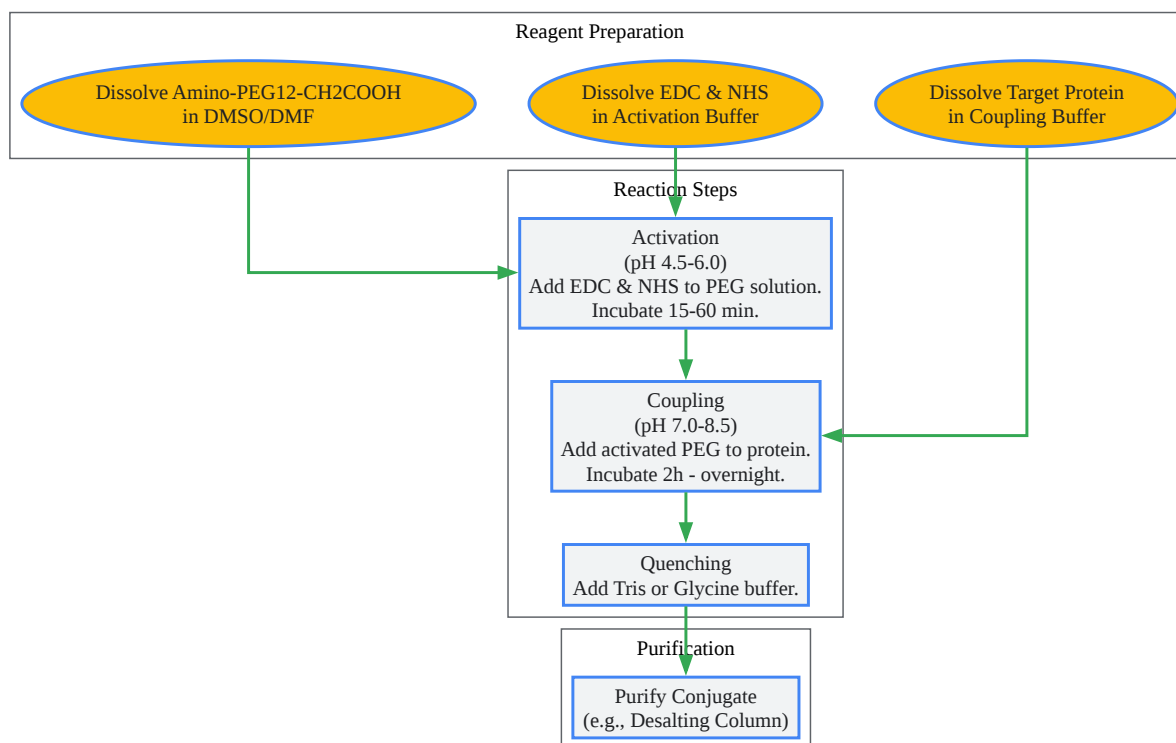 Reagent Preparation
Dissolve Amino-PEG12-CH2COOH
in DMSO/DMF
Dissolve EDC & NHS
in Activation Buffer
Dissolve Target Protein
in Coupling Buffer
Reaction Steps
Activation
(pH 4.5-6.0)
Add EDC & NHS to PEG solution.
Incubate 15-60 min.
Coupling
(pH 7.0-8.5)
Add activated PEG to protein.
Incubate 2h - overnight.
Quenching
Add Tris or Glycine buffer.
Purification
Purify Conjugate
(e.g., Desalting Column)